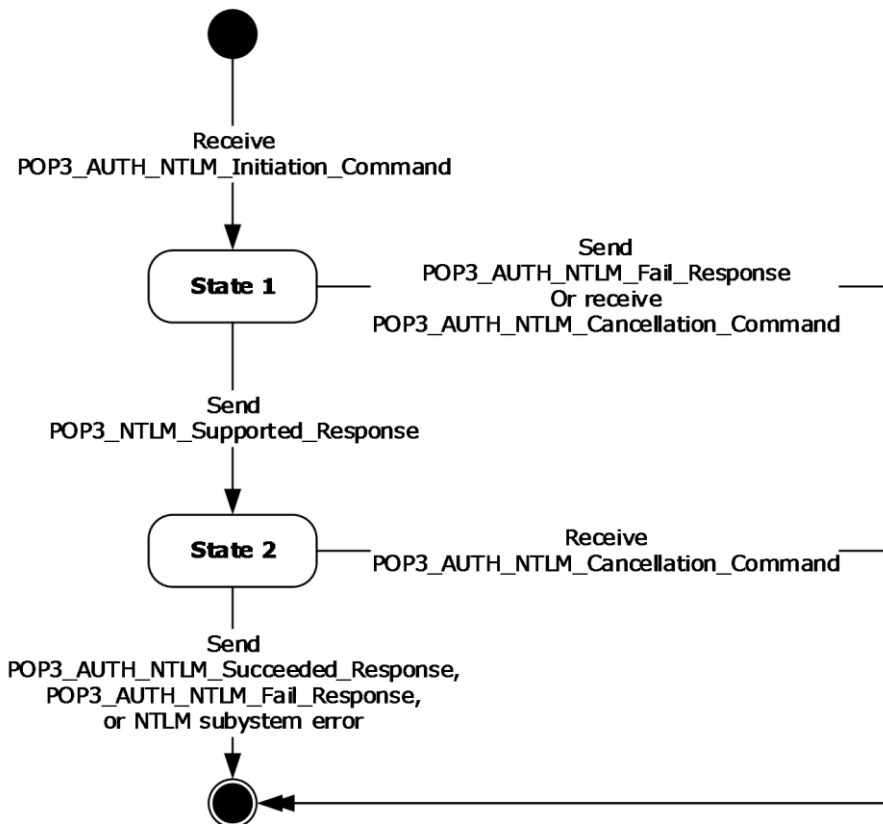 Receive
POP3_AUTH_NTLM_Initiation_Command
State 1
Send
POP3_AUTH_NTLM_Fail_Response
Or receive
POP3_AUTH_NTLM_Cancellation_Command
Send
POP3_NTLM_Supported_Response
State 2
Receive
POP3_AUTH_NTLM_Cancellation_Command
Send
POP3_AUTH_NTLM_Succeeded_Response,
POP3_AUTH_NTLM_Fail_Response,
or NTLM subystem error